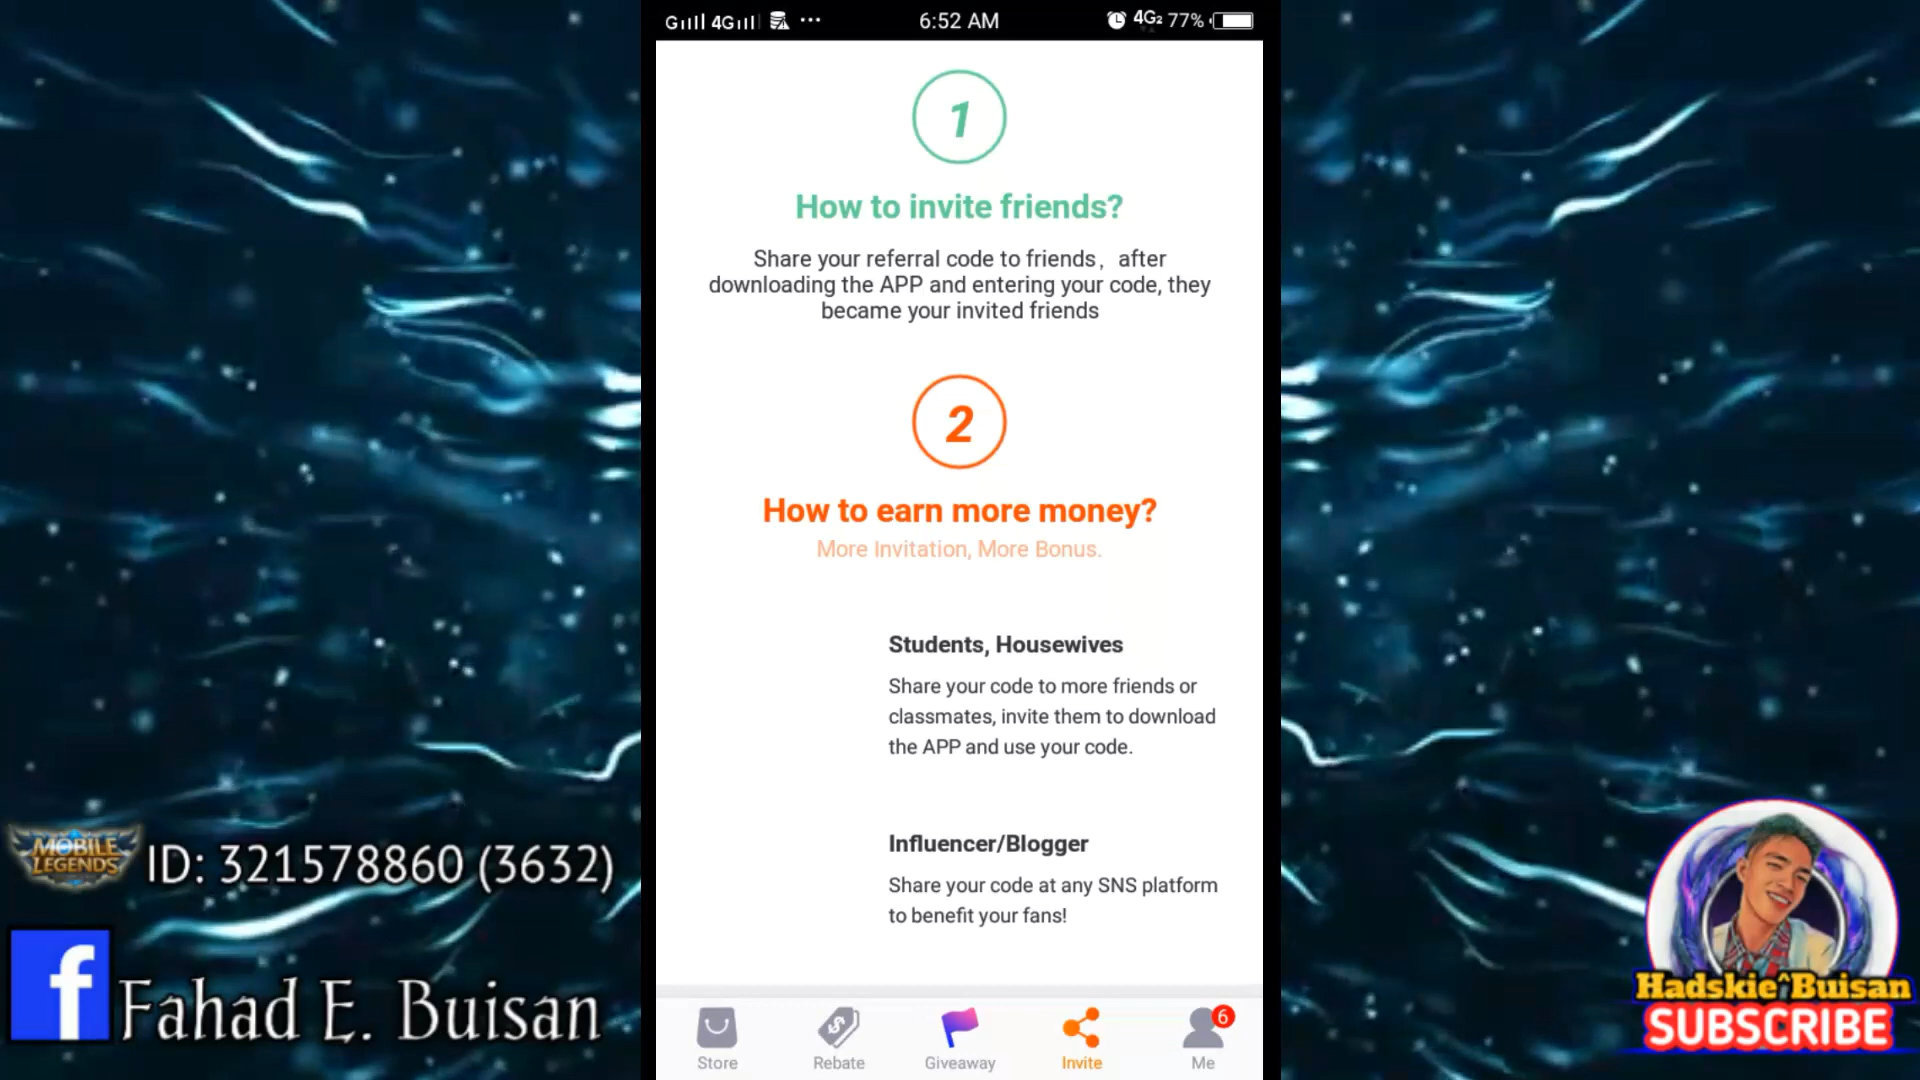 G 4G ... 6:52 AM 4G2 77%
1
How to invite friends?
Share your referral code to friends, after
downloading the APP and entering your code, they
became your invited friends
2
How to earn more money?
More Invitation, More Bonus.
Students, Housewives
Share your code to more friends or
classmates, invite them to download
the APP and use your code.
Influencer/Blogger
Share your code at any SNS platform
to benefit your fans!
Store Rebate Giveaway Invite Me 6
MOBILE
LEGENDS
ID: 321578860 (3632)
f Fahad E. Buisan
Hadskie^Buisan
SUBSCRIBE